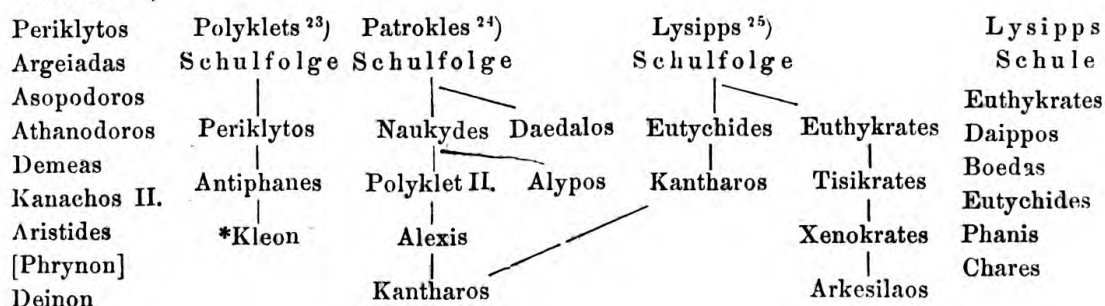 Periklytos Polyklets ²³) Patrokles ²⁴) Lysipps ²⁵) Lysipps
Argeiadas Schulfolge Schulfolge Schulfolge Schule
Asopodoros Euthykrates
Athanodoros Periklytos Naukydes Daedalos Eutychides Euthykrates Daippos
Demeas Boedas
Kanachos II. Antiphanes Polyklet II. Alypos Kantharos Tisikrates Eutychides
Aristides *Kleon Alexis Xenokrates Phanis
[Phrynon] Chares
Deinon Kantharos Arkesilaos